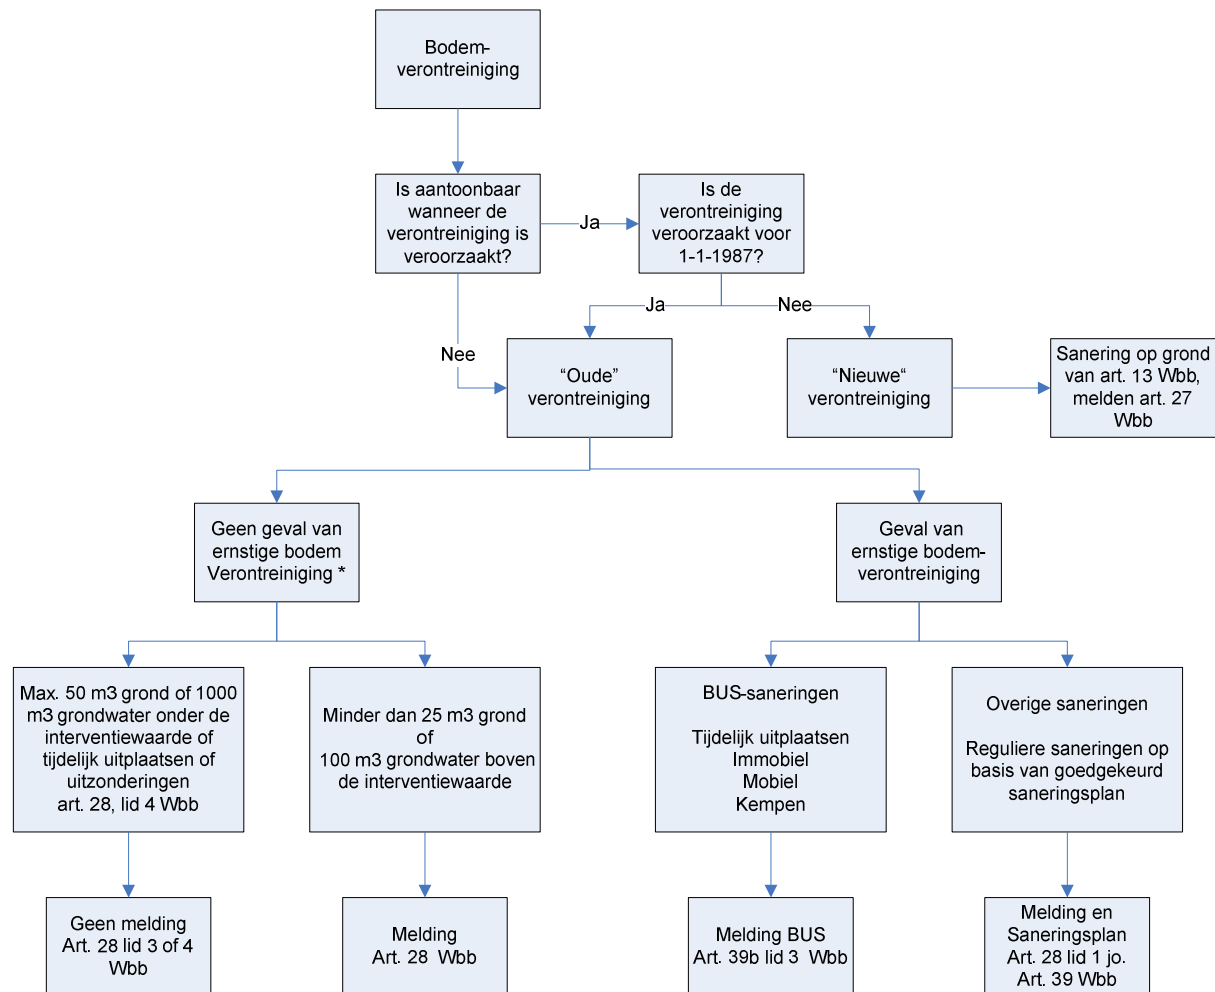 Bodem-
verontreiniging
Is aantoonbaar
wanneer de
verontreiniging is
veroorzaakt?
Ja
Is de
verontreiniging
veroorzaakt voor
1-1-1987?
Ja
Nee
Nee
“Oude”
verontreiniging
“Nieuwe“
verontreiniging
Sanering op grond
van art. 13 Wbb,
melden art. 27
Wbb
Geen geval van
ernstige bodem
Verontreiniging *
Geval van
ernstige bodem-
verontreiniging
Max. 50 m3 grond of 1000
m3 grondwater onder de
interventiewaarde of
tijdelijk uitplaatsen of
uitzonderingen
art. 28, lid 4 Wbb
Minder dan 25 m3 grond
of
100 m3 grondwater boven
de interventiewaarde
BUS-saneringen
Tijdelijk uitplaatsen
Immobiel
Mobiel
Kempen
Overige saneringen
Reguliere saneringen op
basis van goedgekeurd
saneringsplan
Geen melding
Art. 28 lid 3 of 4
Wbb
Melding
Art. 28 Wbb
Melding BUS
Art. 39b lid 3 Wbb
Melding en
Saneringsplan
Art. 28 lid 1 jo.
Art. 39 Wbb